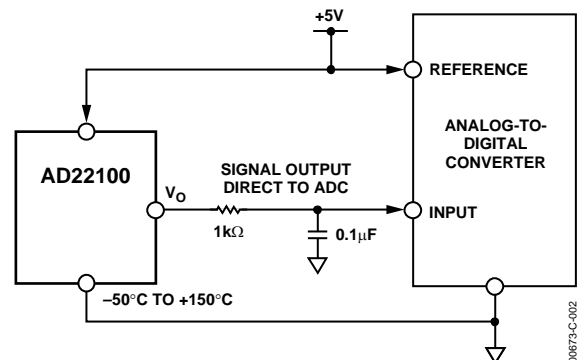 +5V
REFERENCE
ANALOG-TO-
DIGITAL
CONVERTER
AD22100
V_O
SIGNAL OUTPUT
DIRECT TO ADC
INPUT
1kΩ
0.1μF
–50°C TO +150°C
00673-C-002